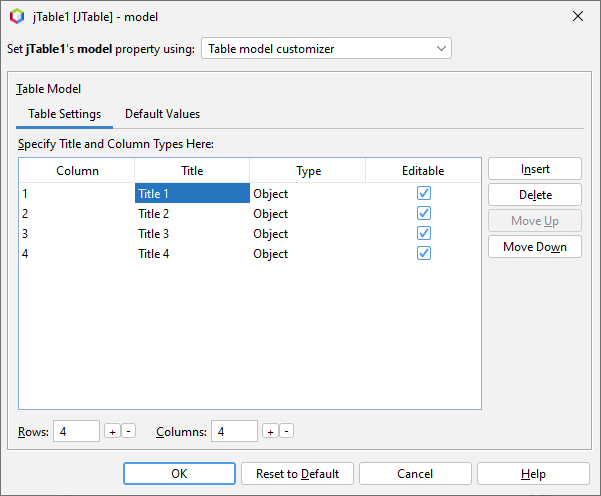 jTable1 [JTable] - model
Set jTable1's model property using: Table model customizer
Table Model
Table Settings Default Values
Specify Title and Column Types Here:
Column Title Type Editable
1 Title 1 Object
2 Title 2 Object
3 Title 3 Object
4 Title 4 Object
Insert
Delete
Move Up
Move Down
Rows: 4 + - Columns: 4 + -
OK Reset to Default Cancel Help